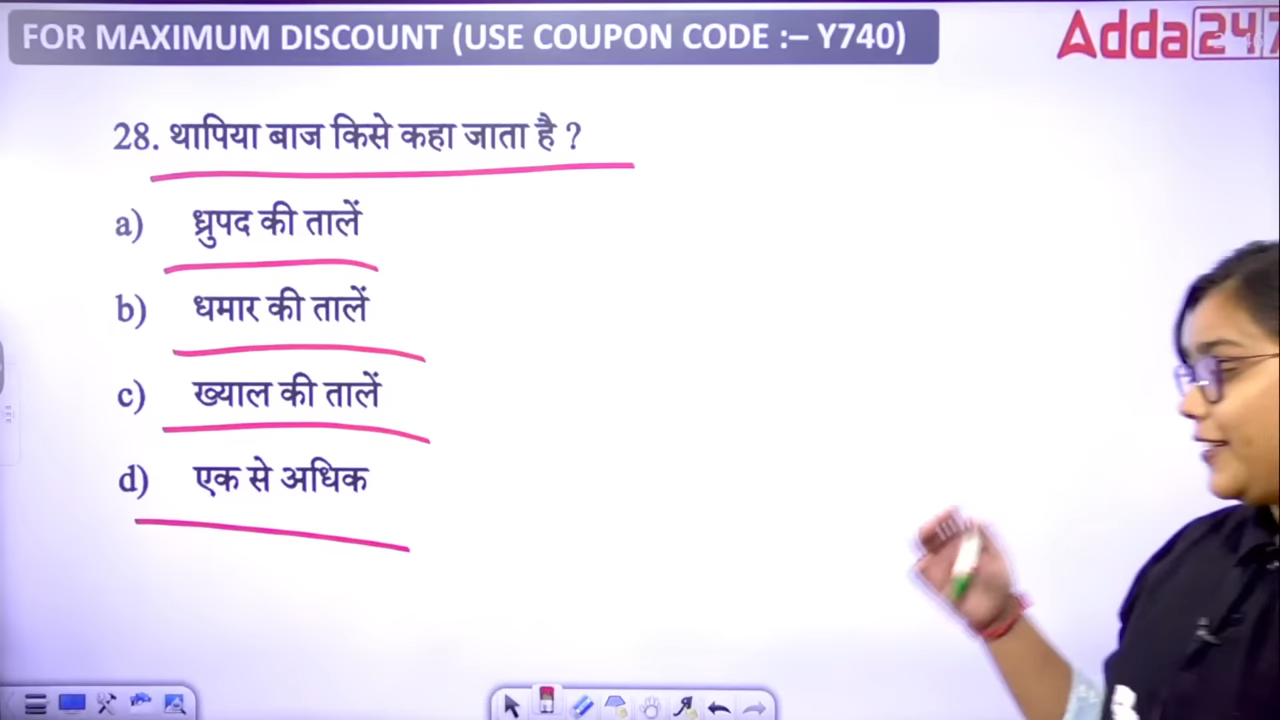 FOR MAXIMUM DISCOUNT (USE COUPON CODE :– Y740)
Adda247
28. थापिया बाज किसे कहा जाता है ?
a) ध्रुपद की तालें
b) धमार की तालें
c) ख्याल की तालें
d) एक से अधिक